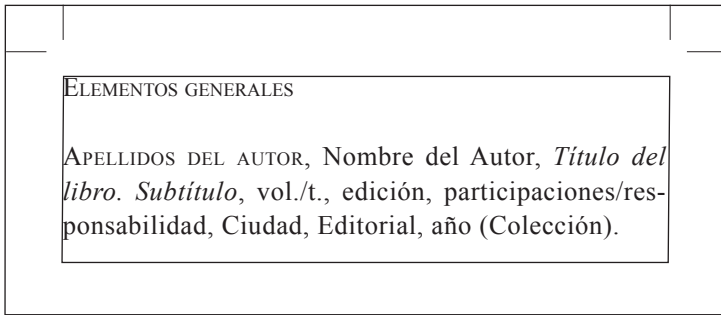 Elementos generales
Apellidos del autor, Nombre del Autor, Título del
libro. Subtítulo, vol./t., edición, participaciones/res-
ponsabilidad, Ciudad, Editorial, año (Colección).